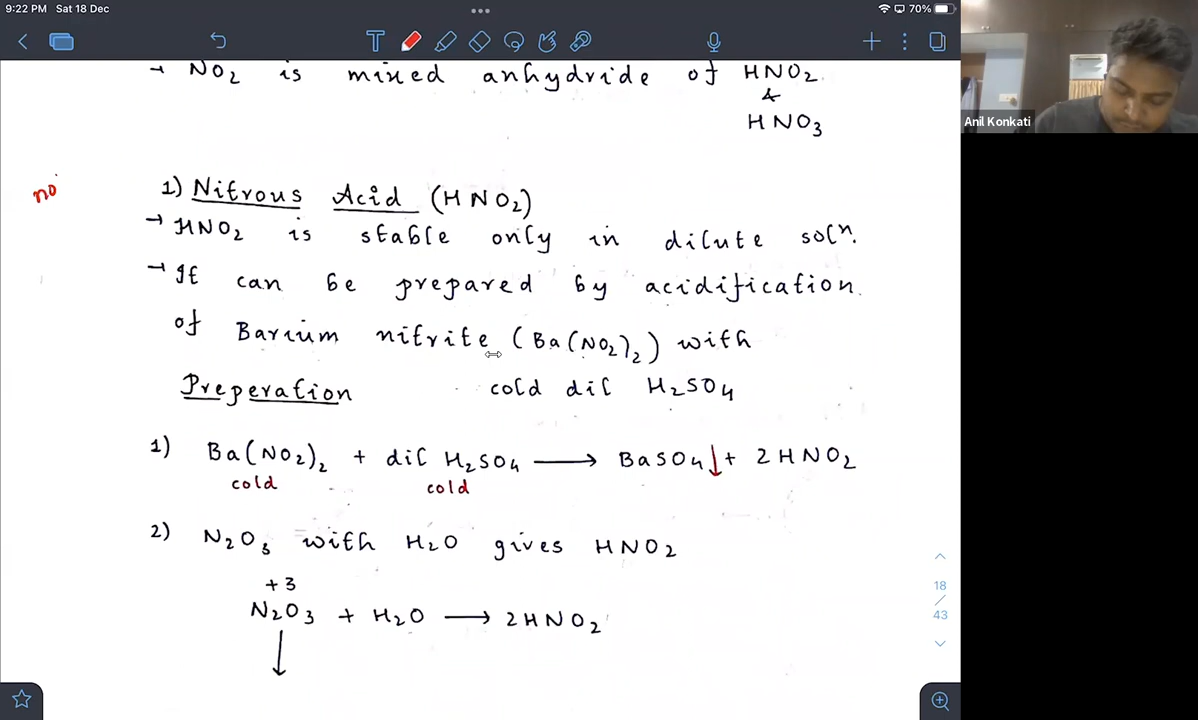 9:22 PM Sat 18 Dec
70%
Anil Konkati
→ NO2 is mixed anhydride of HNO2
&
HNO3
no
1) Nitrous Acid (HNO2)
→ HNO2 is stable only in dilute solⁿ.
→ It can be prepared by acidification
of Barium nitrite (Ba(NO2)2) with
cold dil H2SO4
Preperation
1) Ba(NO2)2 + dil H2SO4 ⟶ BaSO4↓ + 2HNO2
cold cold
2) N2O3 with H2O gives HNO2
+3
N2O3 + H2O ⟶ 2HNO2
↓
18
/
43